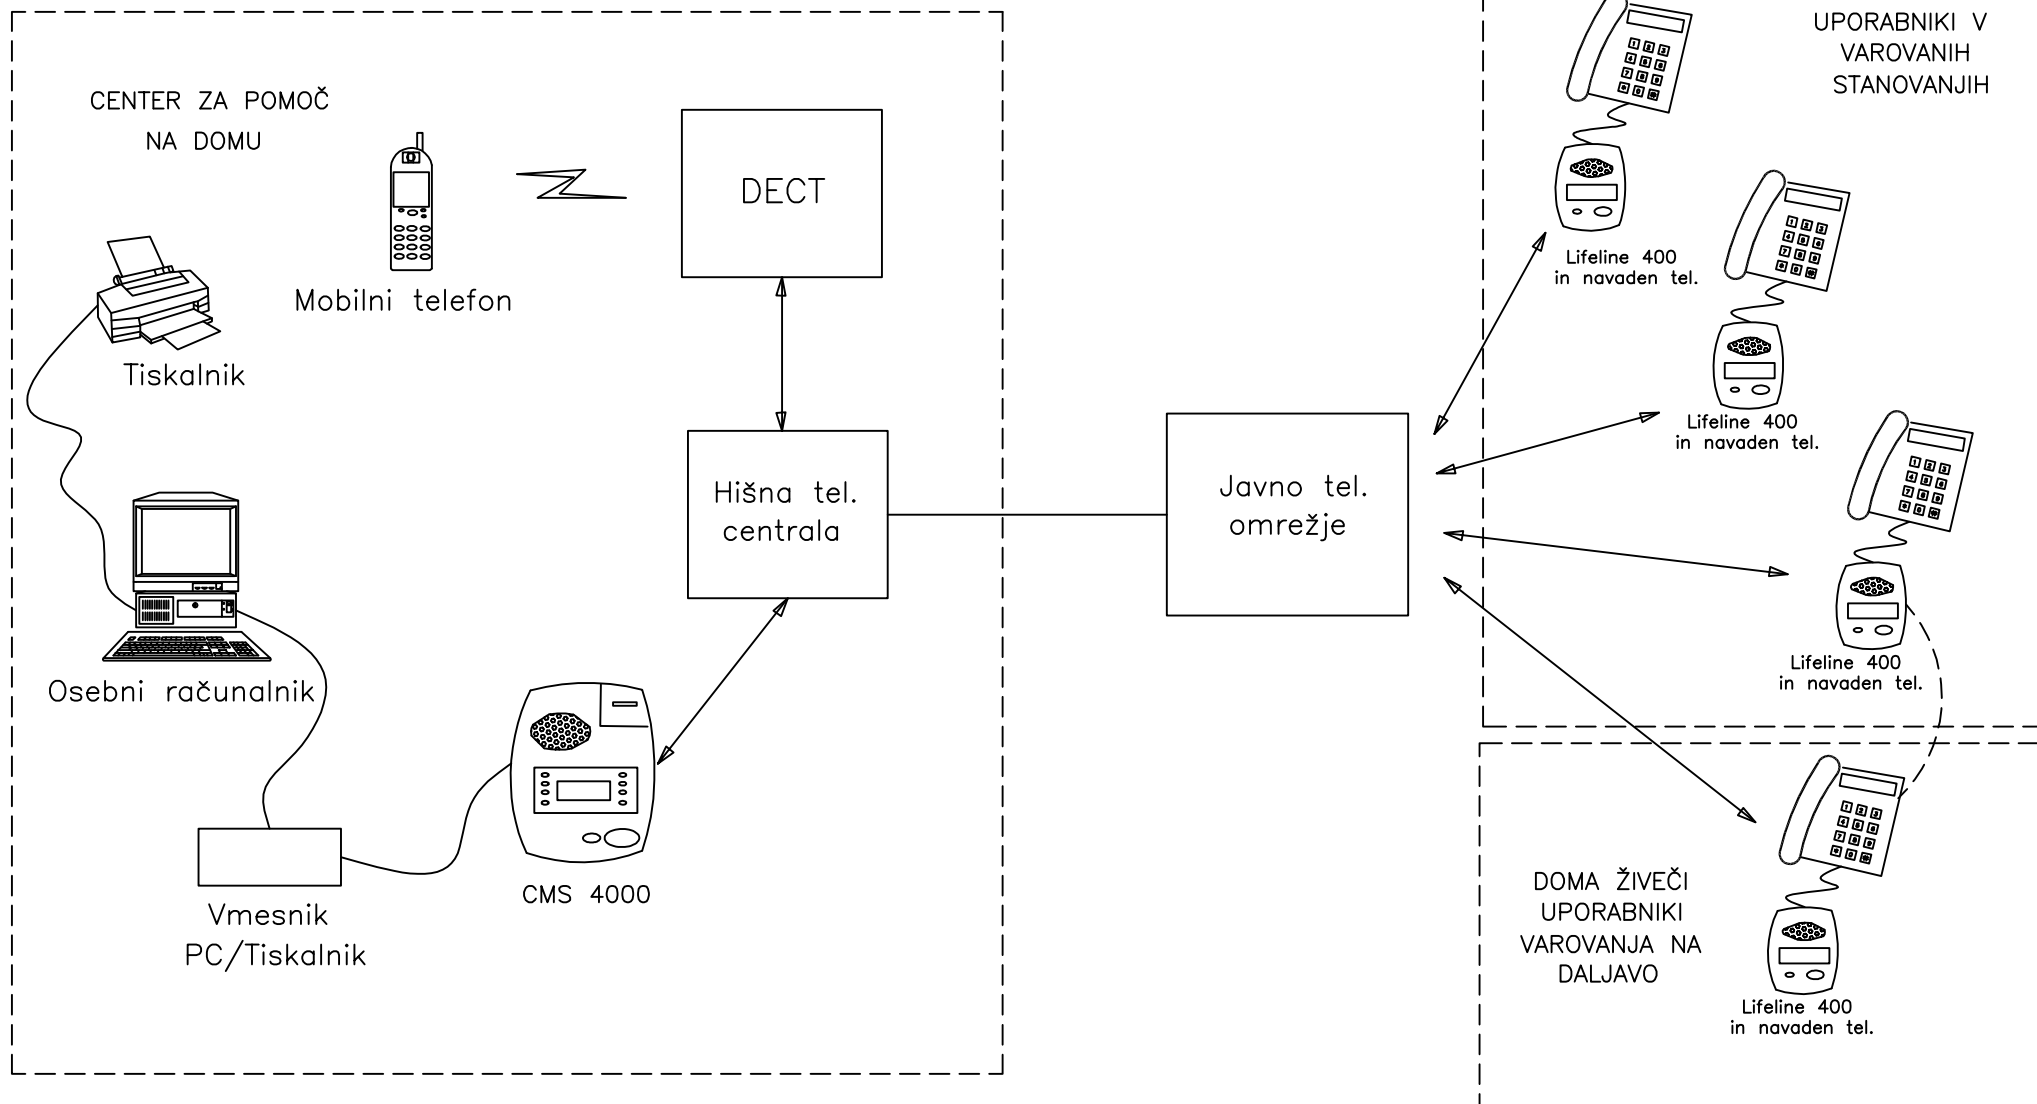 CENTER ZA POMOČ
NA DOMU
Mobilni telefon
DECT
Tiskalnik
Hišna tel.
centrala
Osebni računalnik
CMS 4000
Vmesnik
PC/Tiskalnik
Javno tel.
omrežje
UPORABNIKI V
VAROVANIH
STANOVANJIH
Lifeline 400
in navaden tel.
Lifeline 400
in navaden tel.
Lifeline 400
in navaden tel.
DOMA ŽIVEČI
UPORABNIKI
VAROVANJA NA
DALJAVO
Lifeline 400
in navaden tel.